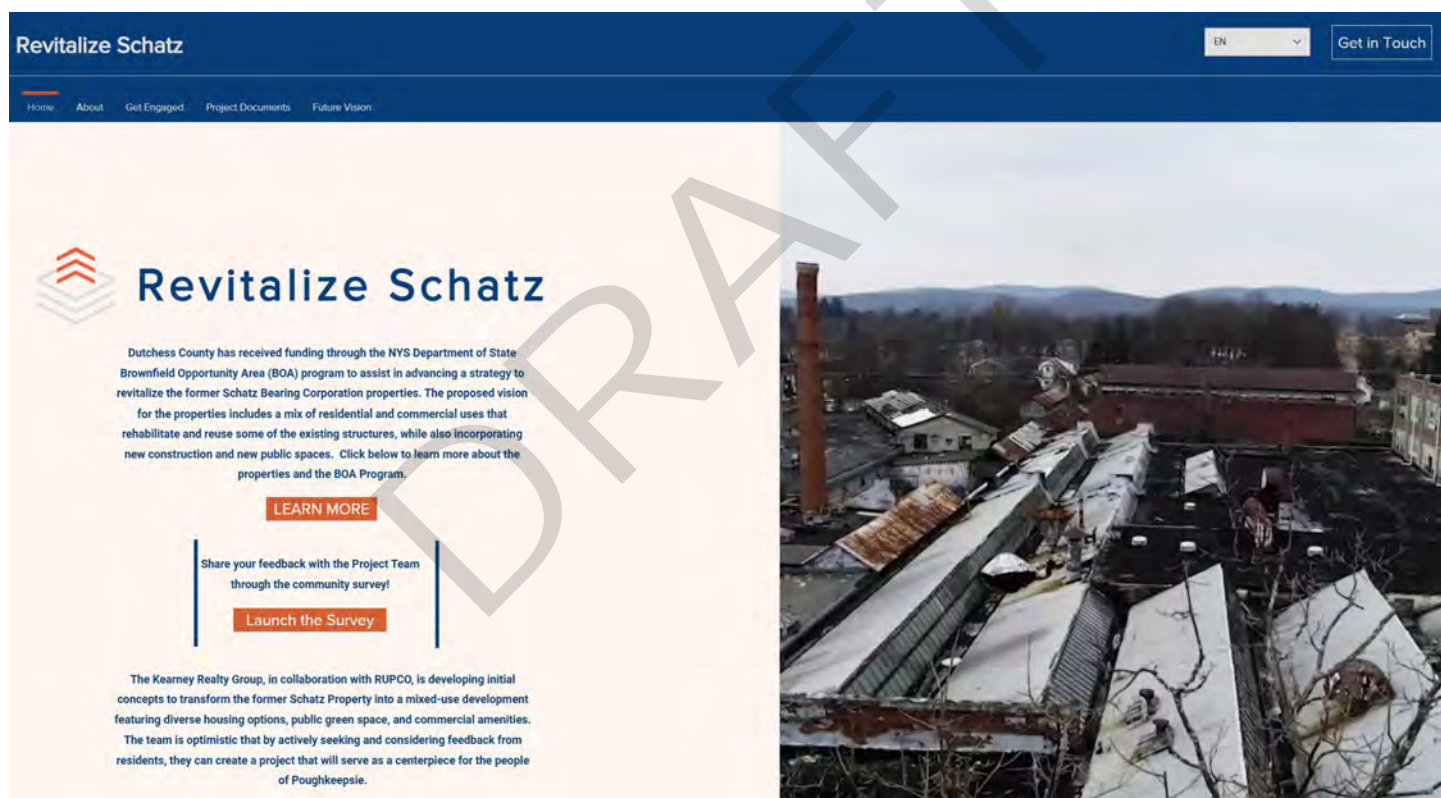 Revitalize Schatz
EN
Get in Touch
Home About Get Engaged Project Documents Future Vision
Revitalize Schatz
Dutchess County has received funding through the NYS Department of State
Brownfield Opportunity Area (BOA) program to assist in advancing a strategy to
revitalize the former Schatz Bearing Corporation properties. The proposed vision
for the properties includes a mix of residential and commercial uses that
rehabilitate and reuse some of the existing structures, while also incorporating
new construction and new public spaces. Click below to learn more about the
properties and the BOA Program.
LEARN MORE
Share your feedback with the Project Team
through the community survey!
Launch the Survey
The Kearney Realty Group, in collaboration with RUPCO, is developing initial
concepts to transform the former Schatz Property into a mixed-use development
featuring diverse housing options, public green space, and commercial amenities.
The team is optimistic that by actively seeking and considering feedback from
residents, they can create a project that will serve as a centerpiece for the people
of Poughkeepsie.
DRAFT